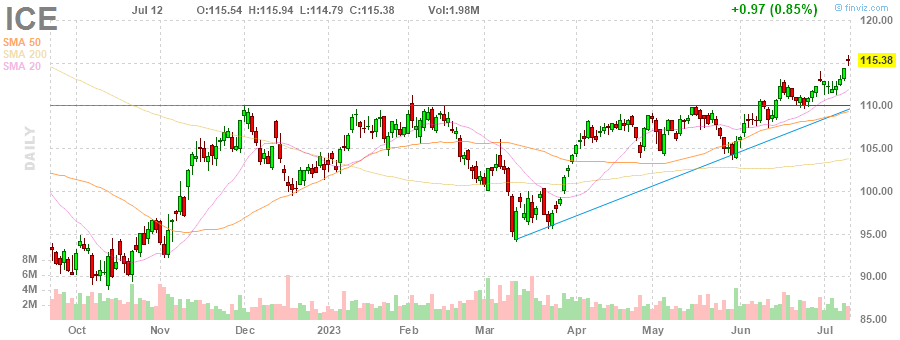 ICE Jul 12 O:115.54 H:115.94 L:114.79 C:115.38 Vol:1.98M +0.97 (0.85%) © finviz.com
SMA 50
SMA 200
SMA 20
DAILY
120.00
115.38
110.00
105.00
100.00
95.00
90.00
85.00
8M
6M
4M
2M
Oct Nov Dec 2023 Feb Mar Apr May Jun Jul